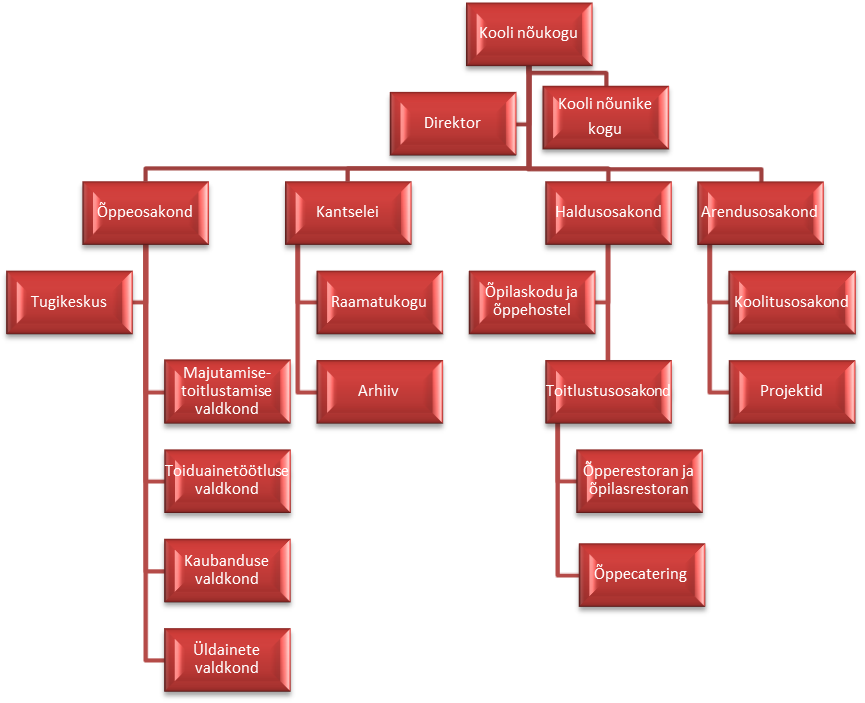 Kooli nõukogu
Kooli nõunike
kogu
Direktor
Õppeosakond
Kantselei
Haldusosakond
Arendusosakond
Tugikeskus
Raamatukogu
Õpilaskodu ja
õppehostel
Koolitusosakond
Majutamise-
toitlustamise
valdkond
Arhiiv
Toitlustusosakond
Projektid
Toiduainetöötluse
valdkond
Õpperestoran ja
õpilasrestoran
Kaubanduse
valdkond
Õppecatering
Üldainete
valdkond